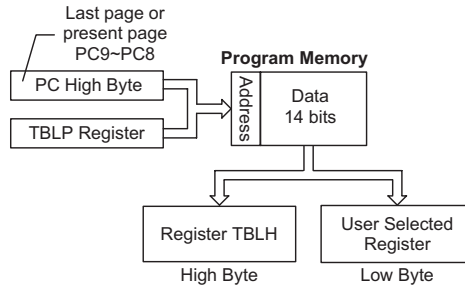 Last page or
present page
PC9~PC8
Program Memory
PC High Byte
TBLP Register
Address
Data
14 bits
Register TBLH
User Selected
Register
High Byte
Low Byte